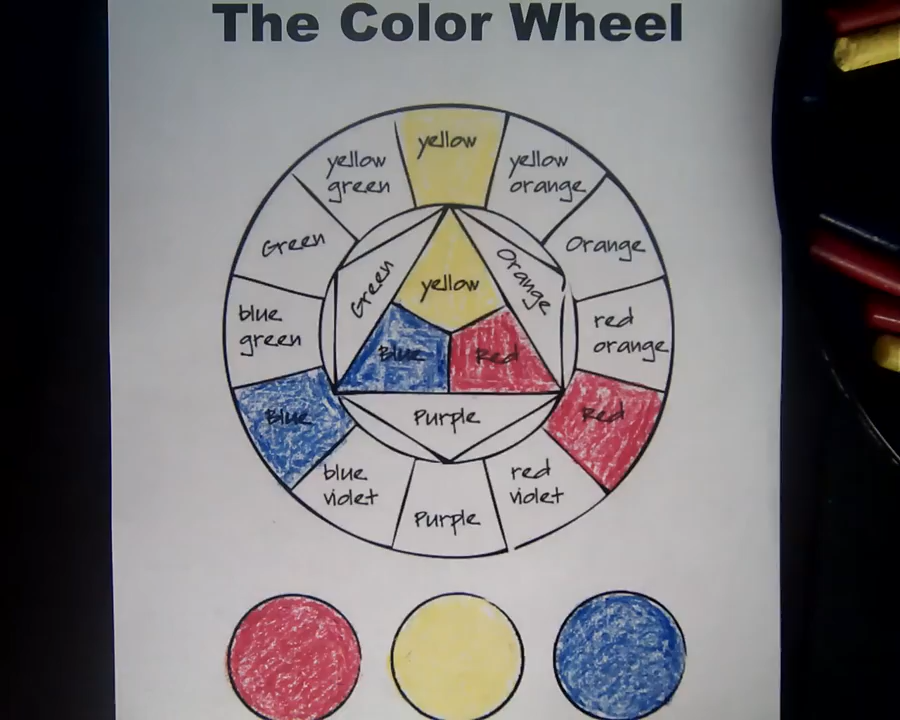 The Color Wheel
yellow
yellow
green
yellow
orange
Green
Orange
Green
yellow
Orange
blue
green
red
orange
Blue
Red
Blue
Red
Purple
blue
violet
red
violet
Purple